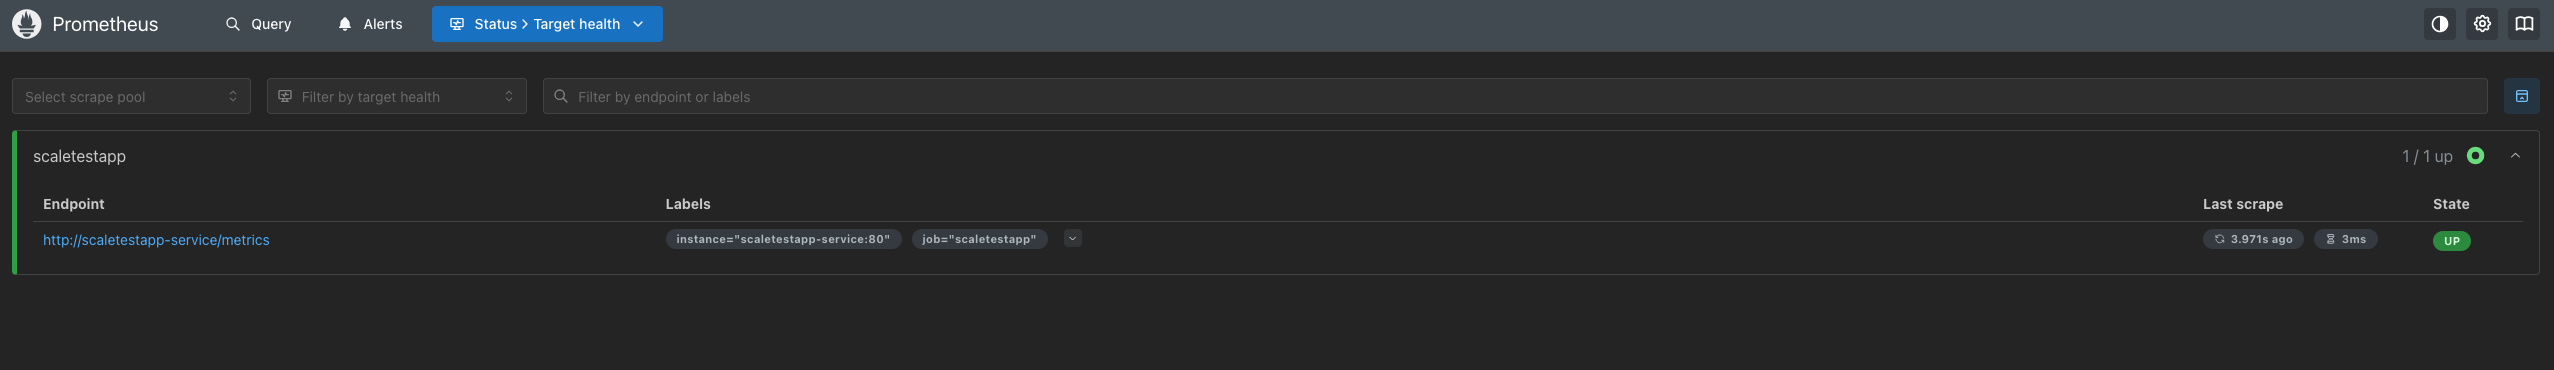 Prometheus Query Alerts Status > Target health
Select scrape pool Filter by target health Filter by endpoint or labels
scaletestapp 1 / 1 up
Endpoint Labels Last scrape State
http://scaletestapp-service/metrics instance="scaletestapp-service:80" job="scaletestapp" 3.971s ago 3ms UP